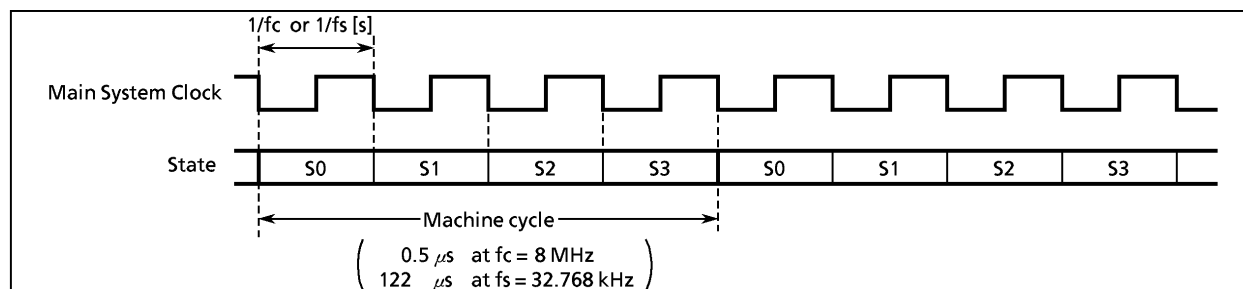 1/fc or 1/fs [s]
Main System Clock
State S0 S1 S2 S3 S0 S1 S2 S3
Machine cycle
0.5 μs at fc = 8 MHz
122 μs at fs = 32.768 kHz